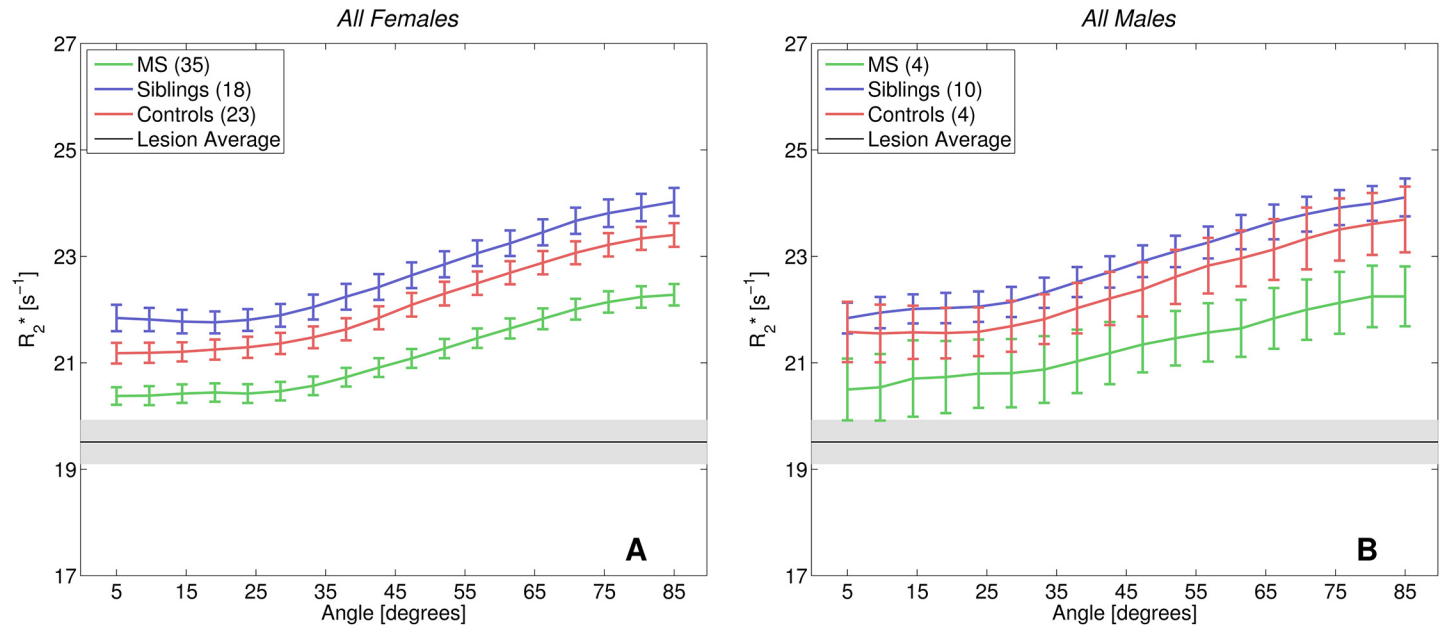 All Females
27
25
23
21
19
17
R2* [s−1]
MS (35)
Siblings (18)
Controls (23)
Lesion Average
A
5 15 25 35 45 55 65 75 85
Angle [degrees]
All Males
27
25
23
21
19
17
R2* [s−1]
MS (4)
Siblings (10)
Controls (4)
Lesion Average
B
5 15 25 35 45 55 65 75 85
Angle [degrees]